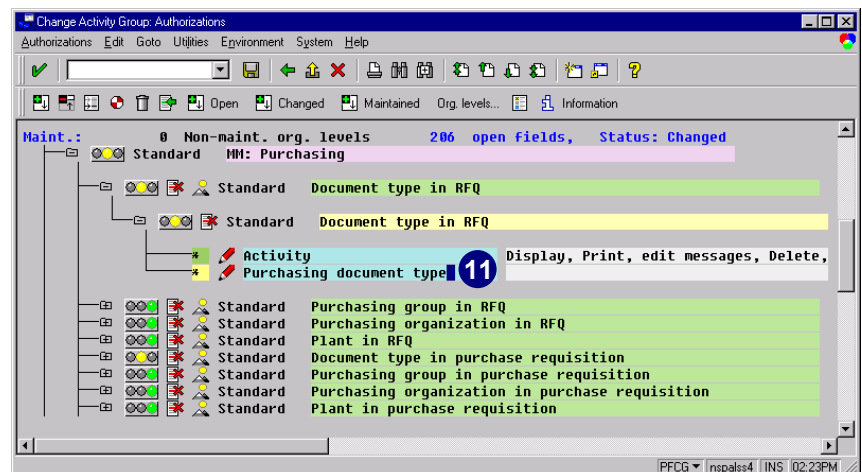 Change Activity Group: Authorizations
Authorizations Edit Goto Utilities Environment System Help
Open Changed Maintained Org. levels... Information
Maint.: 0 Non-maint. org. levels 206 open fields, Status: Changed
Standard MM: Purchasing
Standard Document type in RFQ
Standard Document type in RFQ
* Activity Display, Print, edit messages, Delete,
* Purchasing document type 11
Standard Purchasing group in RFQ
Standard Purchasing organization in RFQ
Standard Plant in RFQ
Standard Document type in purchase requisition
Standard Purchasing group in purchase requisition
Standard Purchasing organization in purchase requisition
Standard Plant in purchase requisition
PFCG nspalss4 INS 02:23PM